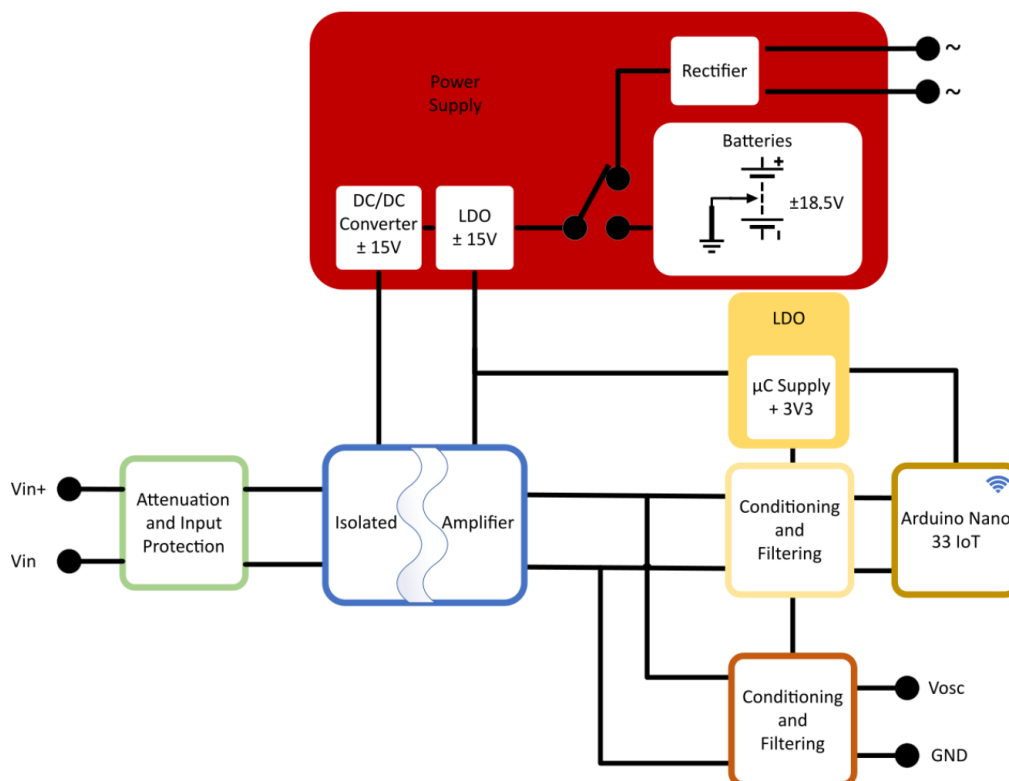 Power
Supply
Rectifier
~
~
Batteries
+
±18.5V
DC/DC
Converter
± 15V
LDO
± 15V
LDO
µC Supply
+ 3V3
Vin+
Vin
Attenuation
and Input
Protection
Isolated
Amplifier
Conditioning
and
Filtering
Arduino Nano
33 IoT
Conditioning
and
Filtering
Vosc
GND